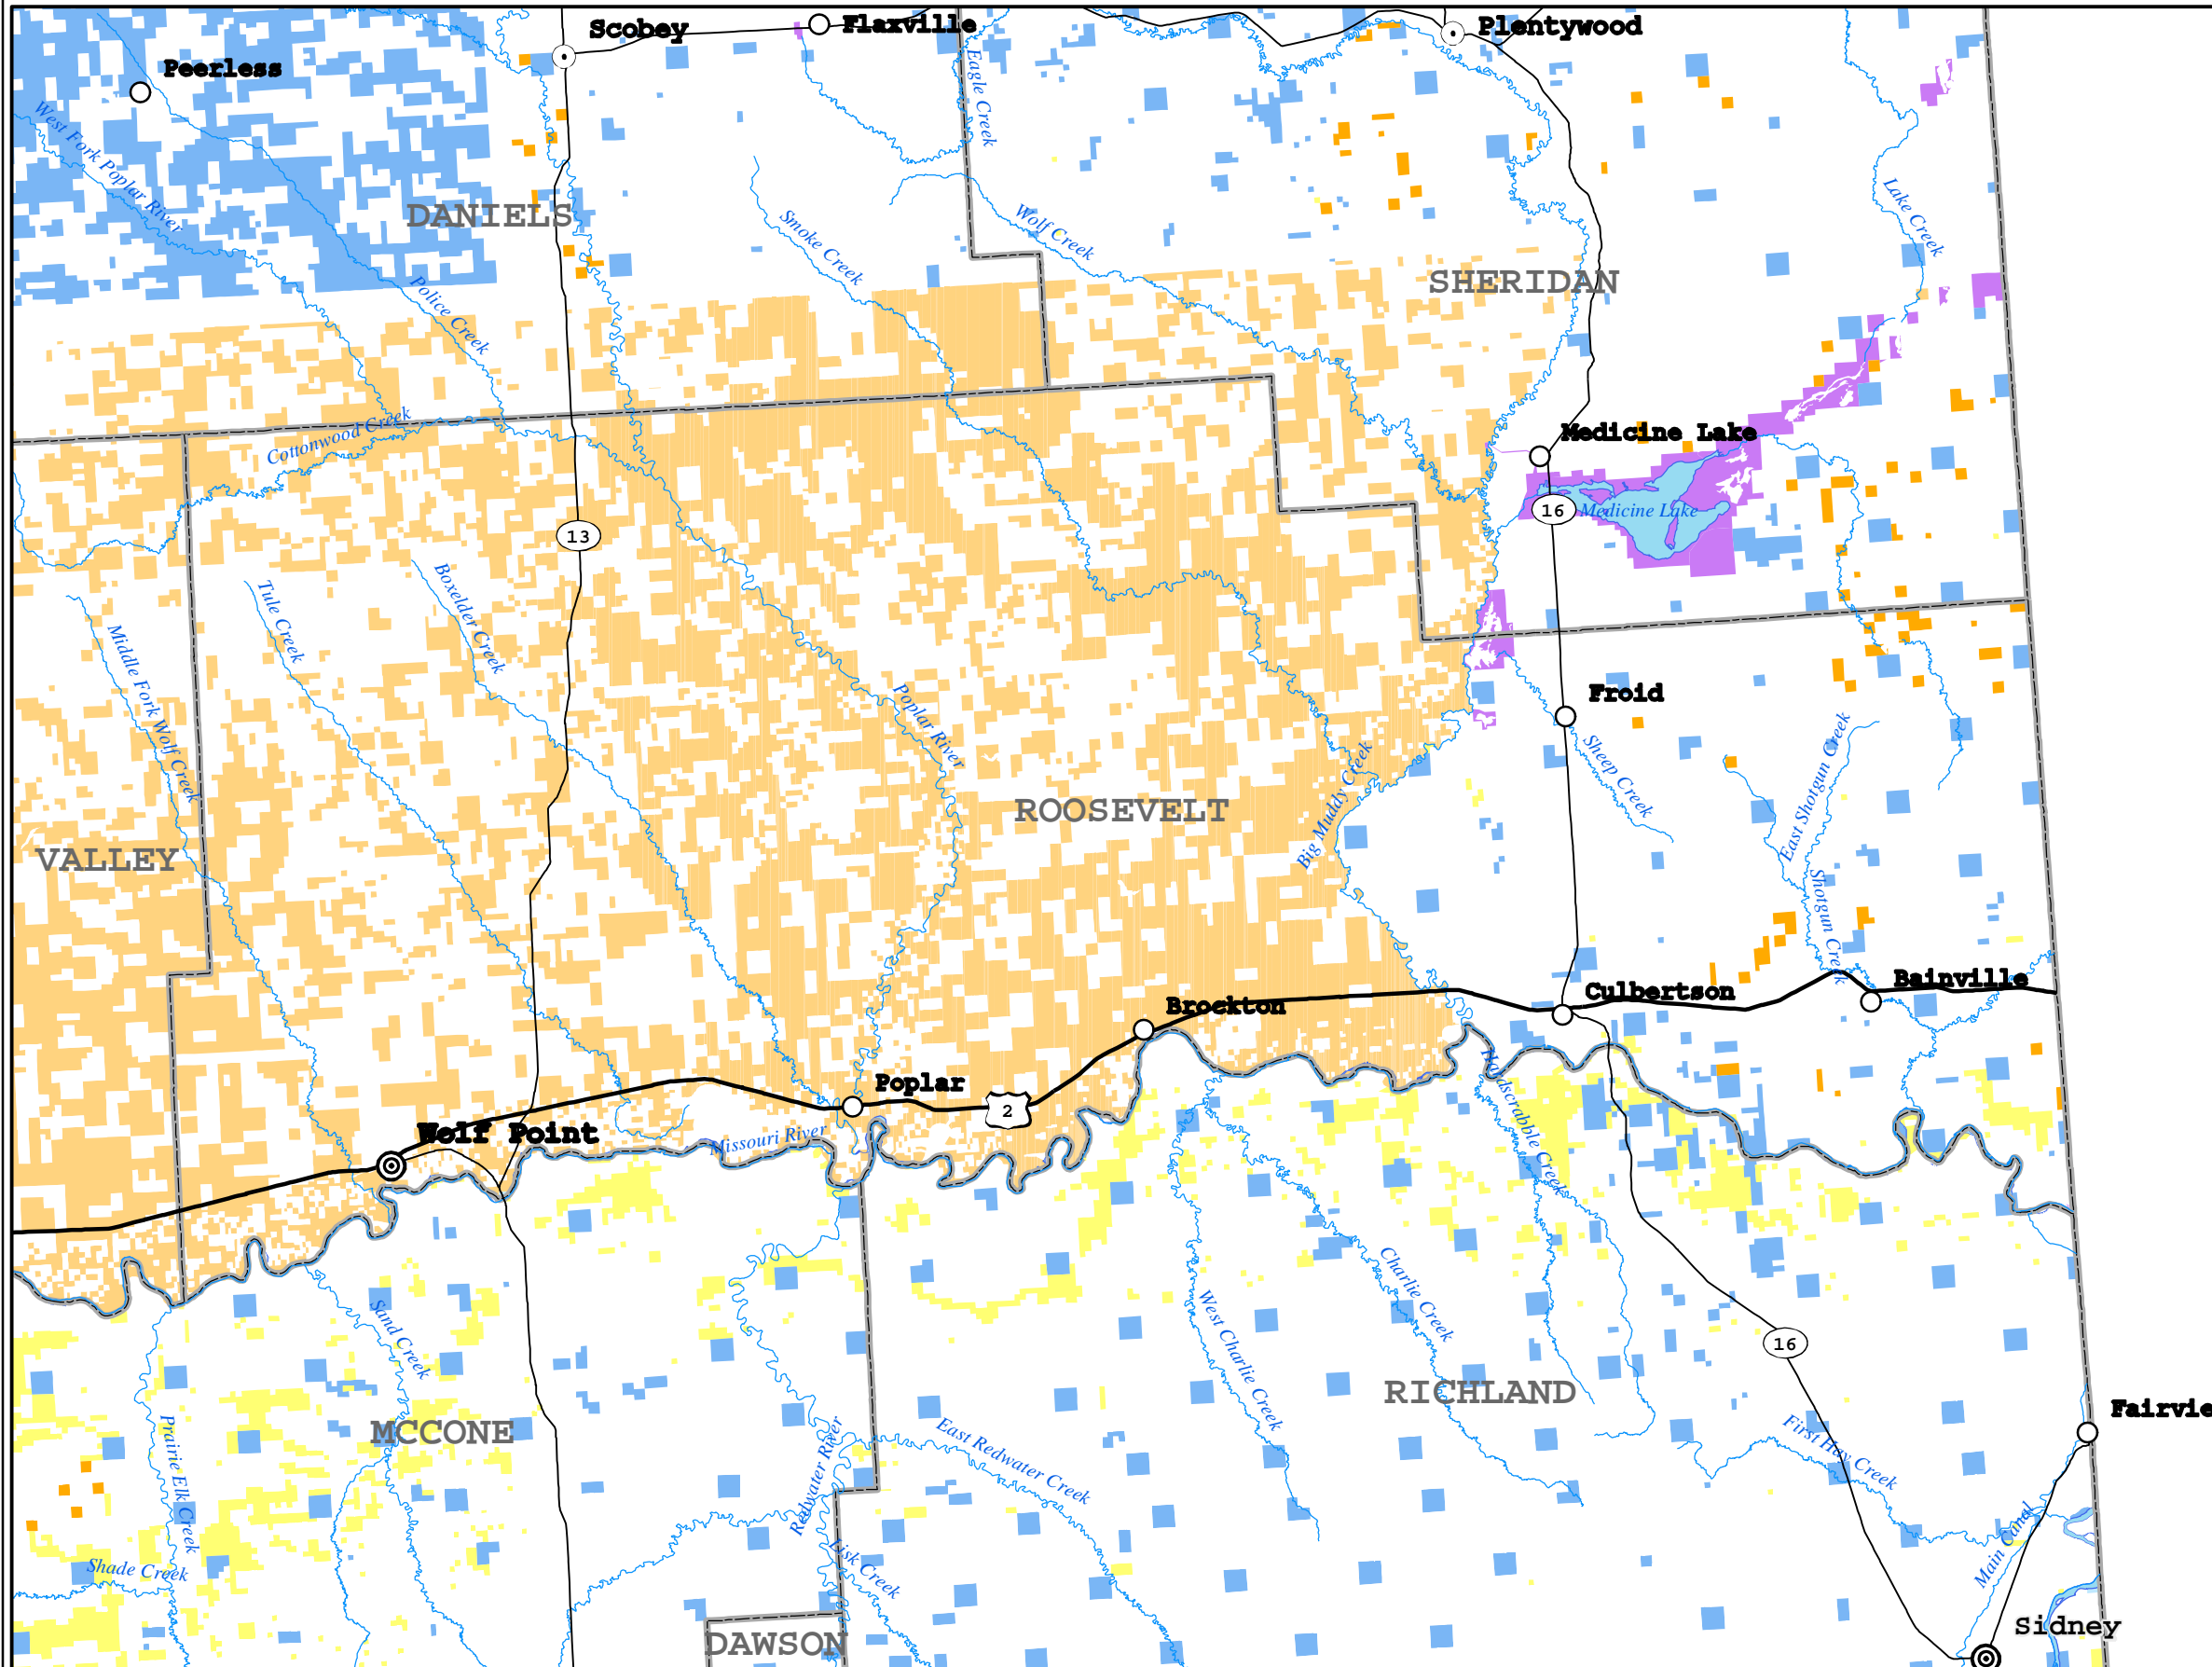 Scobey
Flaxville
Plentywood
Peerless
Eagle Creek
West Fork Poplar River
DANIELS
Lake Creek
Smoke Creek
Wolf Creek
SHERIDAN
Police Creek
Cottonwood Creek
Medicine Lake
16
Medicine Lake
13
Tule Creek
Boxelder Creek
Middle Fork Wolf Creek
Poplar River
Froid
Sheep Creek
East Shotgun Creek
Big Muddy Creek
ROOSEVELT
VALLEY
Shotgun Creek
Bainville
Culbertson
Brockton
Poplar
2
Hardscrabble Creek
Wolf Point
Missouri River
Charlie Creek
Sand Creek
West Charlie Creek
16
RICHLAND
Fairvie
MCCONE
Prairie Elk Creek
East Redwater Creek
First Hay Creek
Redwater River
Main Canal
Lisk Creek
Shade Creek
DAWSON
Sidney